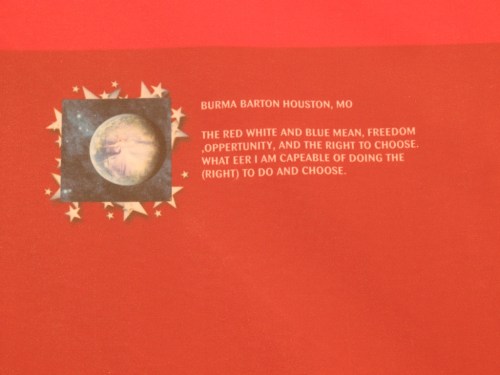 BURMA BARTON HOUSTON, MO
THE RED WHITE AND BLUE MEAN, FREEDOM
,OPPERTUNITY, AND THE RIGHT TO CHOOSE.
WHAT EER I AM CAPEABLE OF DOING THE
(RIGHT) TO DO AND CHOOSE.